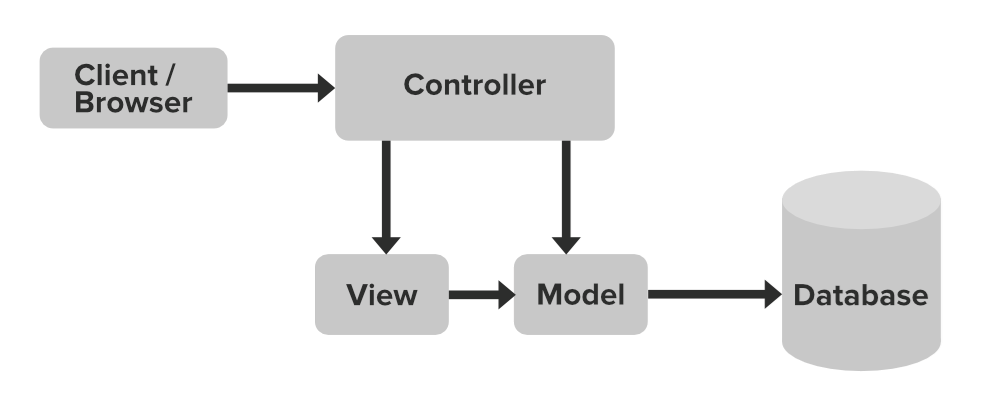 Client /
Browser
Controller
View
Model
Database